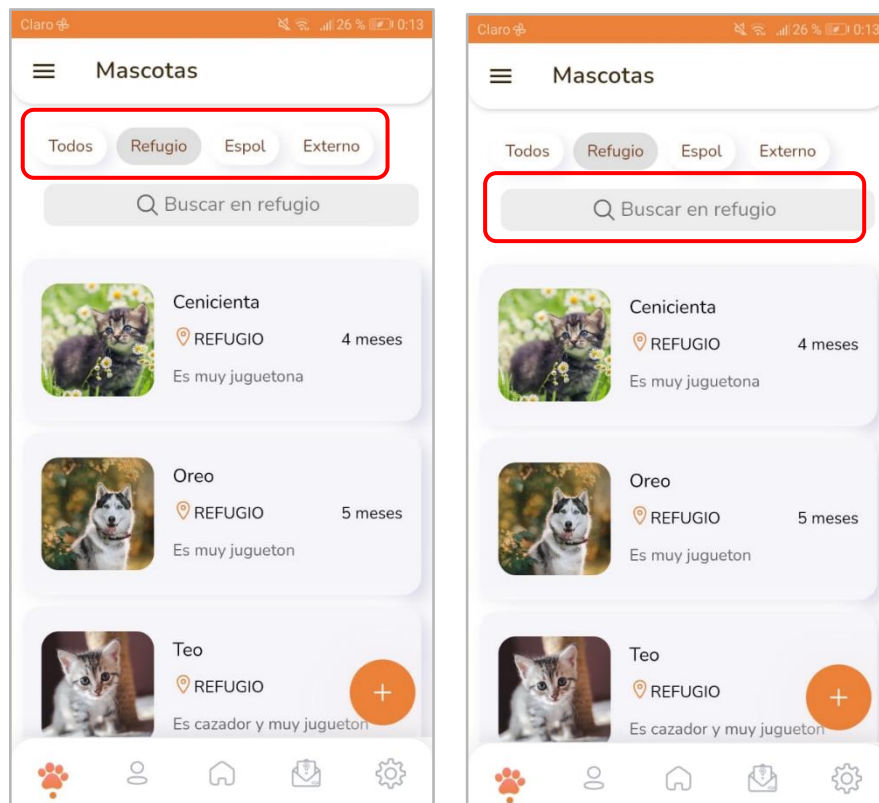 Claro 26 % 0:13
Mascotas
Todos Refugio Espol Externo
Buscar en refugio
Cenicienta
REFUGIO 4 meses
Es muy juguetona
Oreo
REFUGIO 5 meses
Es muy jugueton
Teo
REFUGIO
Es cazador y muy jugueton
Claro 26 % 0:13
Mascotas
Todos Refugio Espol Externo
Buscar en refugio
Cenicienta
REFUGIO 4 meses
Es muy juguetona
Oreo
REFUGIO 5 meses
Es muy jugueton
Teo
REFUGIO
Es cazador y muy jugueton